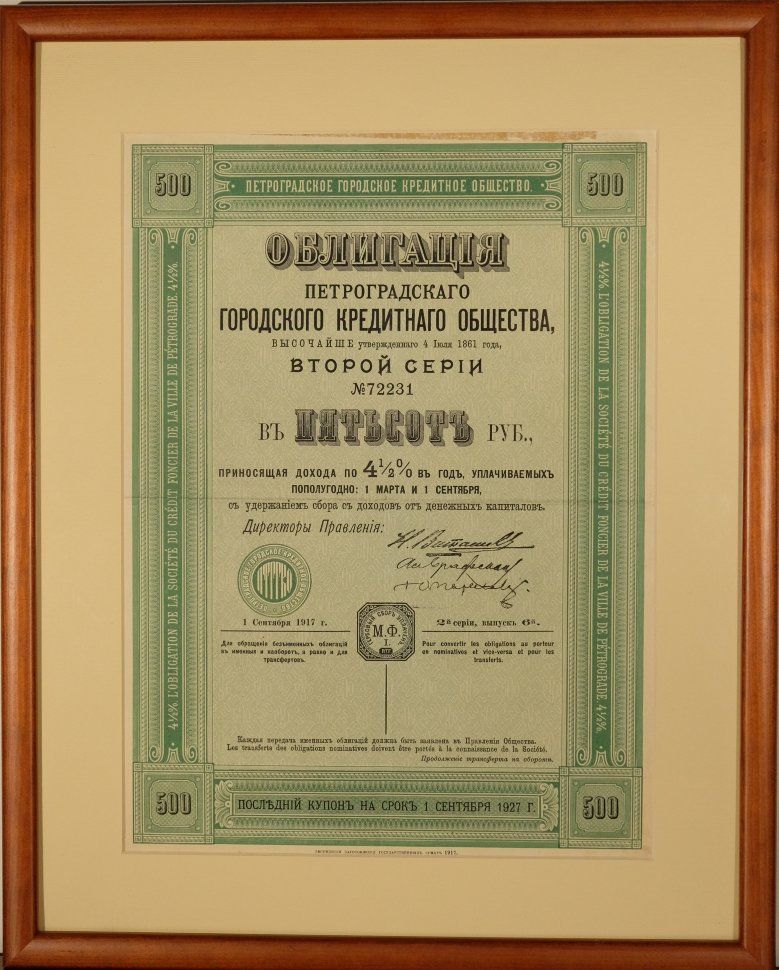 500
ПЕТРОГРАДСКОЕ ГОРОДСКОЕ КРЕДИТНОЕ ОБЩЕСТВО.
500
4½% L'OBLIGATION DE LA SOCIÉTÉ DU CRÉDIT FONCIER DE LA VILLE DE PÉTROGRADE. 4½%.
4½% L'OBLIGATION DE LA SOCIÉTÉ DU CRÉDIT FONCIER DE LA VILLE DE PÉTROGRADE 4½%.
ОБЛИГАЦІЯ
ПЕТРОГРАДСКАГО
ГОРОДСКОГО КРЕДИТНАГО ОБЩЕСТВА,
ВЫСОЧАЙШЕ утвержденнаго 4 Іюля 1861 года,
ВТОРОЙ СЕРІИ
№72231
ВЪ ПЯТЬСОТЪ РУБ.,
ПРИНОСЯЩАЯ ДОХОДА ПО 4½% ВЪ ГОДЪ, УПЛАЧИВАЕМЫХЪ
ПОПОЛУГОДНО: 1 МАРТА И 1 СЕНТЯБРЯ,
съ удержаніемъ сбора съ доходовъ отъ денежныхъ капиталовъ.
Директоры Правленія:
1 Сентября 1917 г.
М.Ф.
I.
2я серіи, выпускъ 6й.
Для обращенія безъименныхъ облигацій
въ именныя и наоборотъ, а равно и для
трансфертовъ.
Pour convertir les obligations au porteur
en nominatives et vice-versa et pour les
transferts.
Каждая передача именныхъ облигацій должна быть заявлена въ Правленіи Общества.
Les transferts des obligations nominatives doivent être portés à la connaissance de la Société.
Продолженіе трансферта на оборотѣ.
500
ПОСЛѢДНІЙ КУПОНЪ НА СРОКЪ 1 СЕНТЯБРЯ 1927 Г.
500
1917.